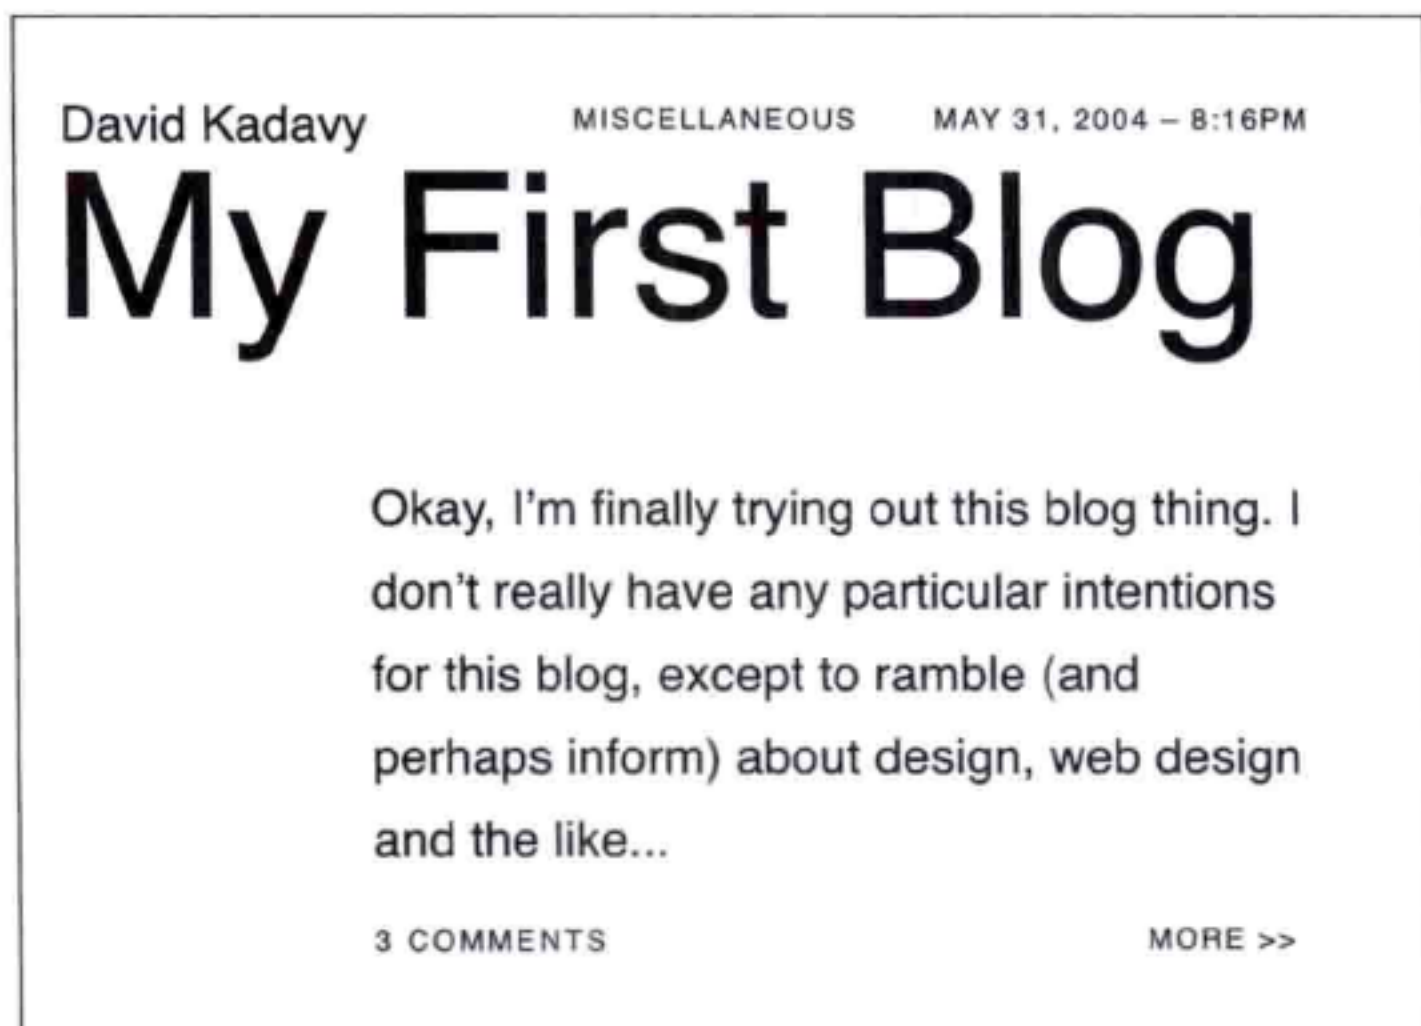 David Kadavy MISCELLANEOUS MAY 31, 2004 – 8:16PM
My First Blog
Okay, I'm finally trying out this blog thing. I
don't really have any particular intentions
for this blog, except to ramble (and
perhaps inform) about design, web design
and the like...
3 COMMENTS MORE >>